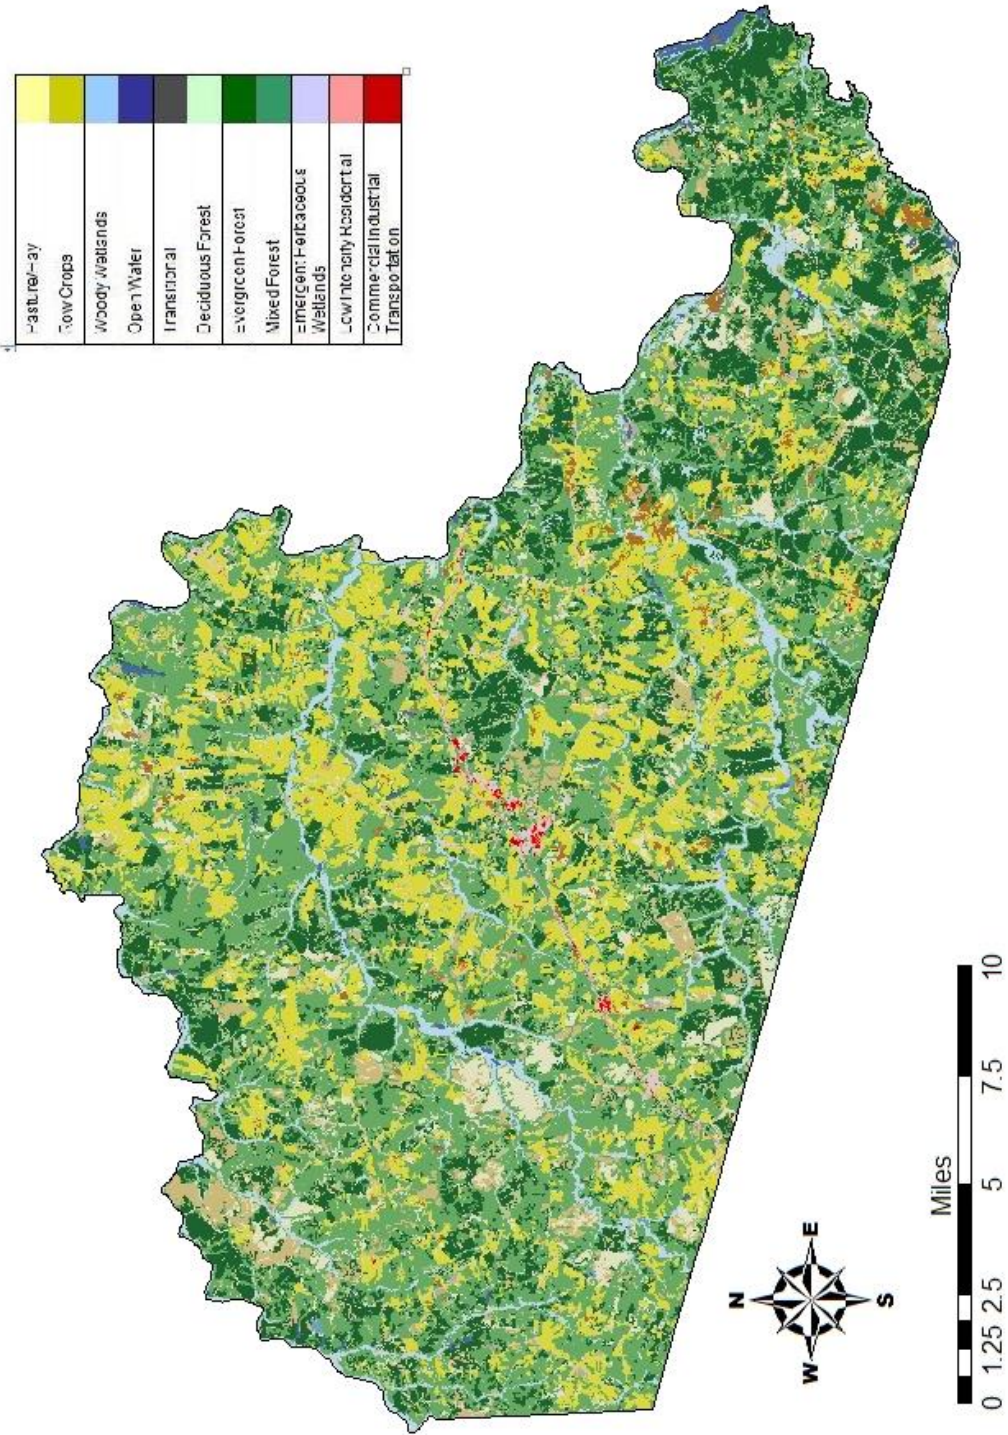 Pasture/Hay
Row Crops
Woody Wetlands
Open Water
Transitional
Deciduous Forest
Evergreen Forest
Mixed Forest
Emergent Herbaceous
Wetlands
Low Intensity Residential
Commercial Industrial
Transportation
N
W E
S
Miles
0 1.25 2.5 5 7.5 10